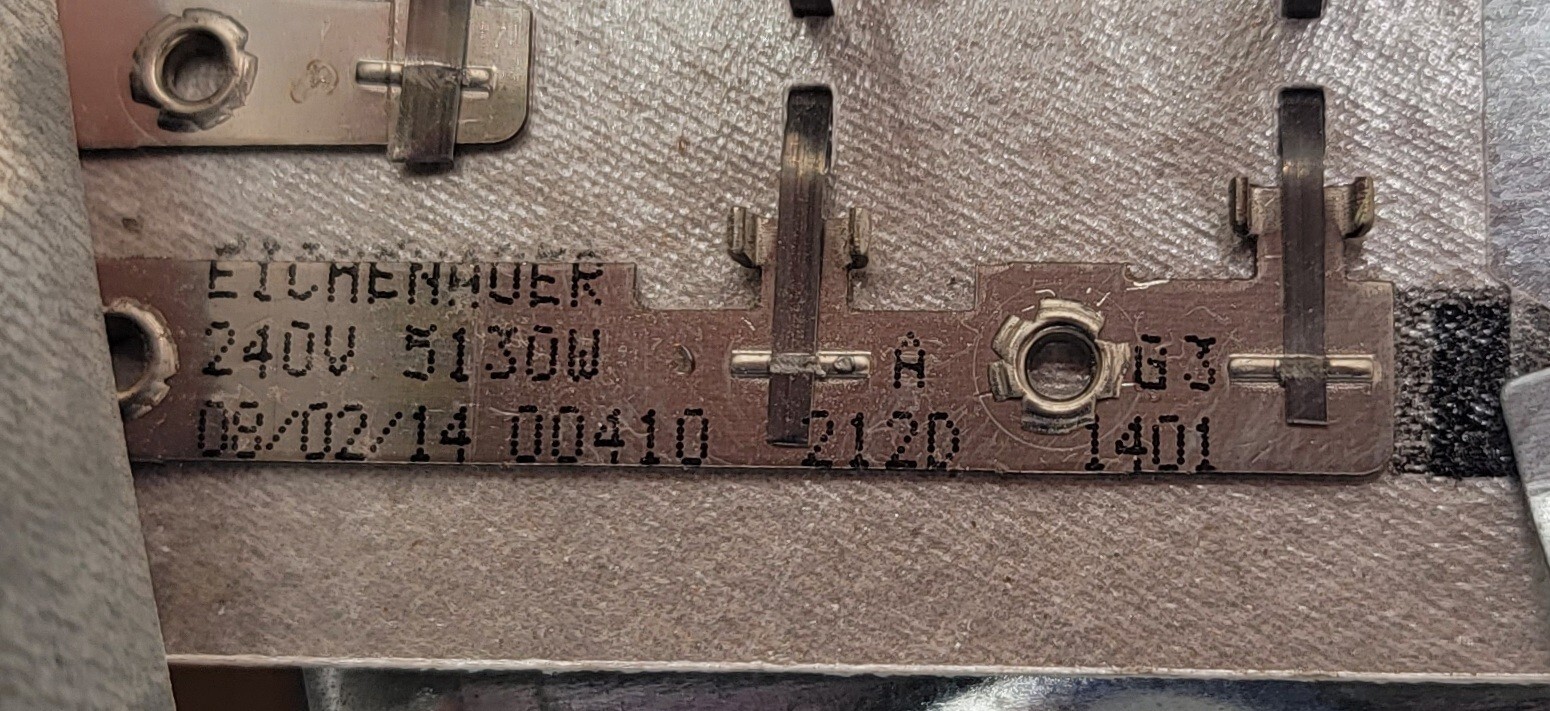 EICHENAUER
240V 5130W A G3
08/02/14 00410 212D 1401